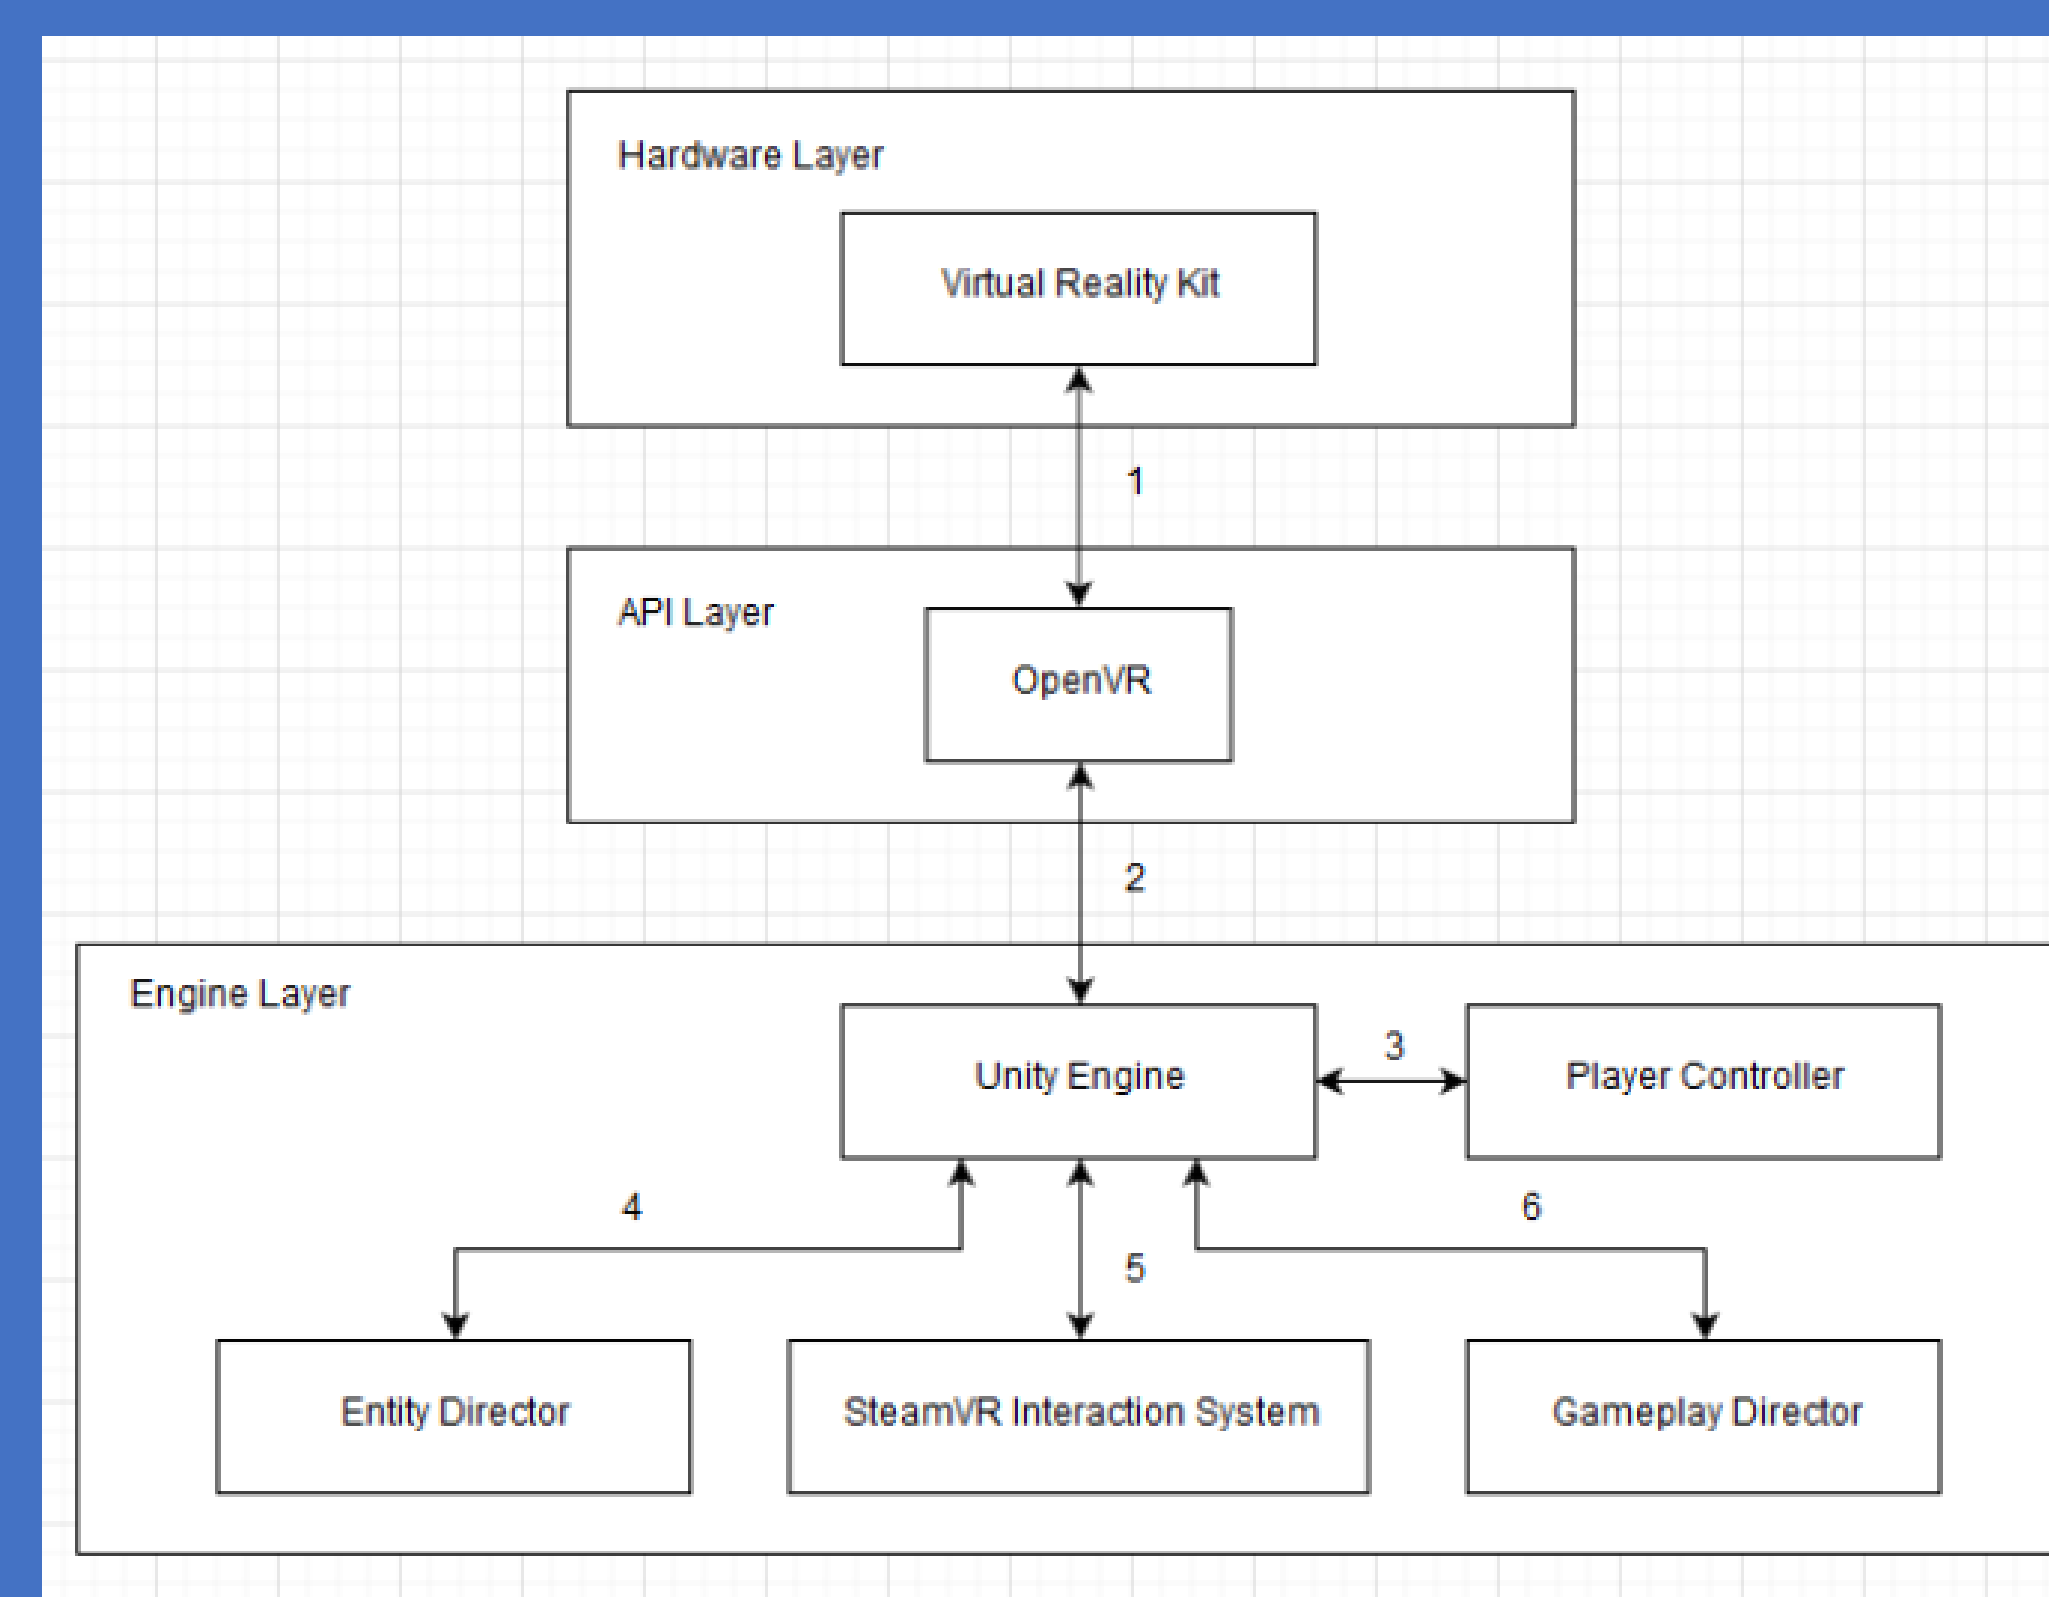 Hardware Layer
Virtual Reality Kit
1
API Layer
OpenVR
2
Engine Layer
Unity Engine
3
Player Controller
4
5
6
Entity Director
SteamVR Interaction System
Gameplay Director